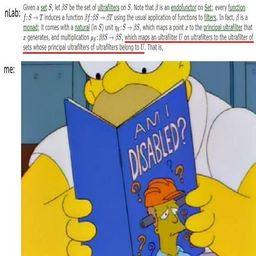 nLab:
Given a set S, let βS be the set of ultrafilters on S. Note that β is an endofunctor on Set; every function
f: S → T induces a function βf: βS → βT using the usual application of functions to filters. In fact, β is a
monad: It comes with a natural (in S) unit ηS: S → βS, which maps a point x to the principal ultrafilter that
x generates, and multiplication μS: ββS → βS, which maps an ultrafilter U on ultrafilters to the ultrafilter of
sets whose principal ultrafilters of ultrafilters belong to U. That is,
me:
AM I
DISABLED?
? ? ? ?